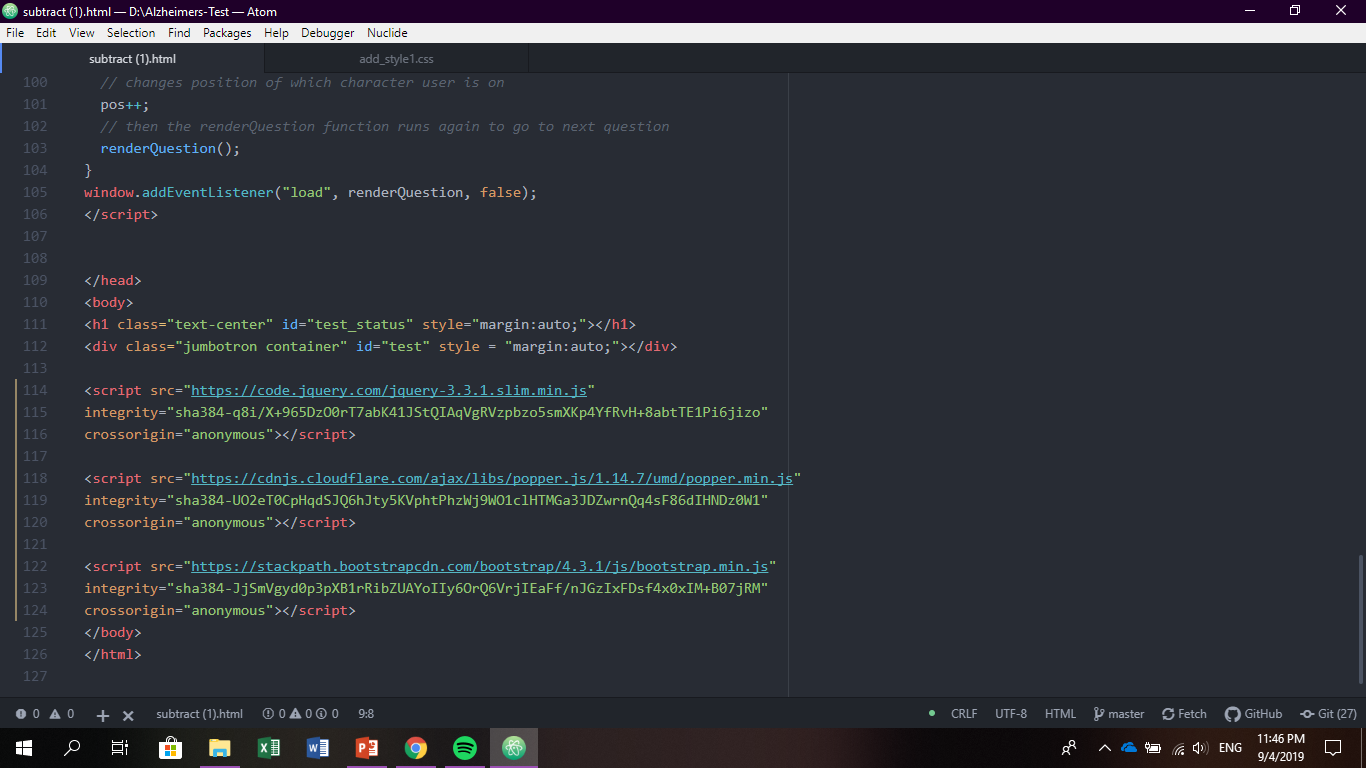 subtract (1).html — D:\Alzheimers-Test — Atom
File Edit View Selection Find Packages Help Debugger Nuclide
subtract (1).html add_style1.css
100 // changes position of which character user is on
101 pos++;
102 // then the renderQuestion function runs again to go to next question
103 renderQuestion();
104 }
105 window.addEventListener("load", renderQuestion, false);
106 </script>
107
108
109 </head>
110 <body>
111 <h1 class="text-center" id="test_status" style="margin:auto;"></h1>
112 <div class="jumbotron container" id="test" style = "margin:auto;"></div>
113
114 <script src="https://code.jquery.com/jquery-3.3.1.slim.min.js"
115 integrity="sha384-q8i/X+965DzO0rT7abK41JStQIAqVgRVzpbzo5smXKp4YfRvH+8abtTE1Pi6jizo"
116 crossorigin="anonymous"></script>
117
118 <script src="https://cdnjs.cloudflare.com/ajax/libs/popper.js/1.14.7/umd/popper.min.js"
119 integrity="sha384-UO2eT0CpHqdSJQ6hJty5KVphtPhzWj9WO1clHTMGa3JDZwrnQq4sF86dIHNDz0W1"
120 crossorigin="anonymous"></script>
121
122 <script src="https://stackpath.bootstrapcdn.com/bootstrap/4.3.1/js/bootstrap.min.js"
123 integrity="sha384-JjSmVgyd0p3pXB1rRibZUAYoIIy6OrQ6VrjIEaFf/nJGzIxFDsf4x0xIM+B07jRM"
124 crossorigin="anonymous"></script>
125 </body>
126 </html>
127
0 0 subtract (1).html 0 0 0 9:8 CRLF UTF-8 HTML master Fetch GitHub Git (27)
ENG 11:46 PM
9/4/2019